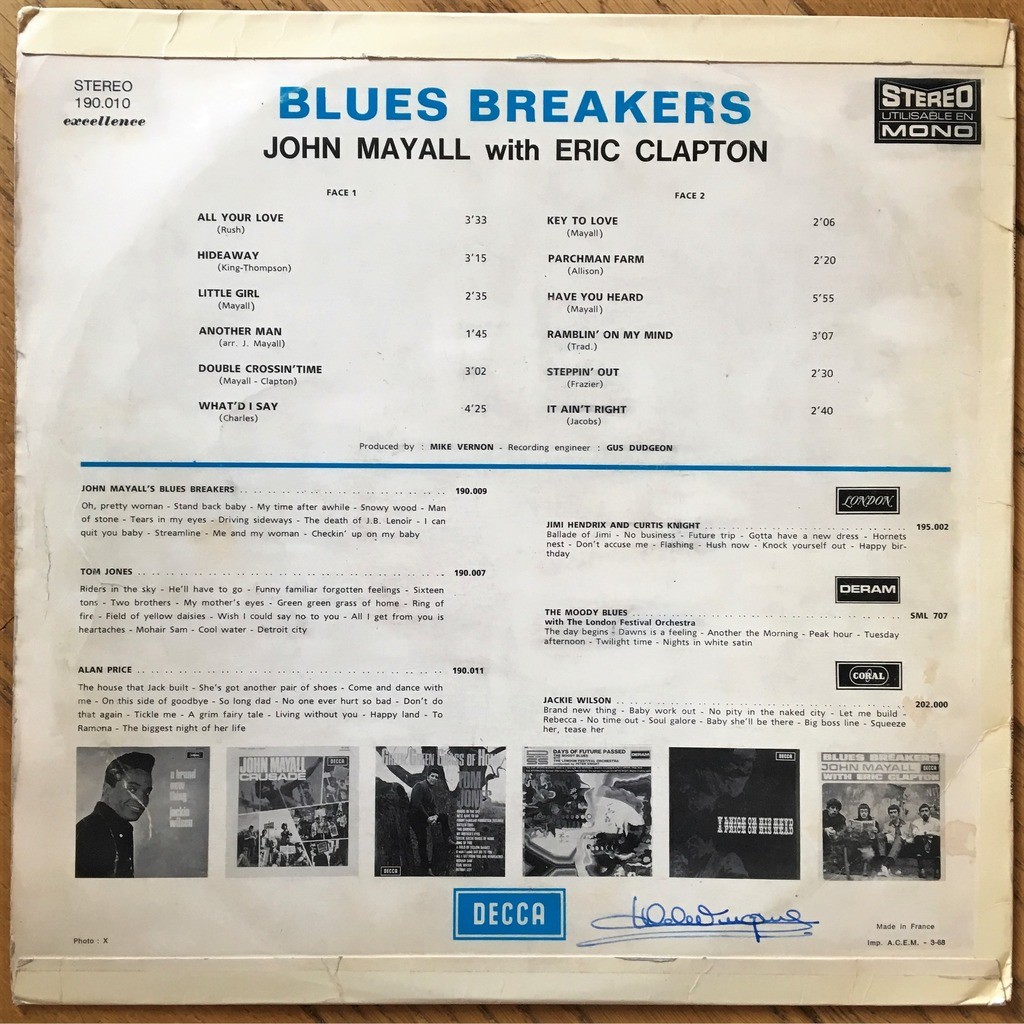 STEREO
190.010
excellence
BLUES BREAKERS
JOHN MAYALL with ERIC CLAPTON
STEREO
UTILISABLE EN
MONO
FACE 1
ALL YOUR LOVE 3'33
(Rush)
HIDEAWAY 3'15
(King-Thompson)
LITTLE GIRL 2'35
(Mayall)
ANOTHER MAN 1'45
(arr. J. Mayall)
DOUBLE CROSSIN'TIME 3'02
(Mayall - Clapton)
WHAT'D I SAY 4'25
(Charles)
FACE 2
KEY TO LOVE 2'06
(Mayall)
PARCHMAN FARM 2'20
(Allison)
HAVE YOU HEARD 5'55
(Mayall)
RAMBLIN' ON MY MIND 3'07
(Trad.)
STEPPIN' OUT 2'30
(Frazier)
IT AIN'T RIGHT 2'40
(Jacobs)
Produced by : MIKE VERNON - Recording engineer : GUS DUDGEON
JOHN MAYALL'S BLUES BREAKERS 190.009
Oh, pretty woman - Stand back baby - My time after awhile - Snowy wood - Man
of stone - Tears in my eyes - Driving sideways - The death of J.B. Lenoir - I can
quit you baby - Streamline - Me and my woman - Checkin' up on my baby
TOM JONES 190.007
Riders in the sky - He'll have to go - Funny familiar forgotten feelings - Sixteen
tons - Two brothers - My mother's eyes - Green green grass of home - Ring of
fire - Field of yellow daisies - Wish I could say no to you - All I get from you is
heartaches - Mohair Sam - Cool water - Detroit city
ALAN PRICE 190.011
The house that Jack built - She's got another pair of shoes - Come and dance with
me - On this side of goodbye - So long dad - No one ever hurt so bad - Don't do
that again - Tickle me - A grim fairy tale - Living without you - Happy land - To
Ramona - The biggest night of her life
LONDON
JIMI HENDRIX AND CURTIS KNIGHT 195.002
Ballade of Jimi - No business - Future trip - Gotta have a new dress - Hornets
nest - Don't accuse me - Flashing - Hush now - Knock yourself out - Happy bir-
thday
DERAM
THE MOODY BLUES SML 707
with The London Festival Orchestra
The day begins - Dawns is a feeling - Another the Morning - Peak hour - Tuesday
afternoon - Twilight time - Nights in white satin
CORAL
JACKIE WILSON 202.000
Brand new thing - Baby work out - No pity in the naked city - Let me build -
Rebecca - No time out - Soul galore - Baby she'll be there - Big boss line - Squeeze
her, tease her
a brand
new
JOHN MAYALL
CRUSADE
DECCA
DECCA
DAYS OF FUTURE PASSED
THE MOODY BLUES
DERAM
DECCA
A PRICE ON HIS HEAD
BLUES BREAKERS
JOHN MAYALL
WITH ERIC CLAPTON
DECCA
DECCA
Photo : X
Made in France
Imp. A.C.E.M. - 3-68